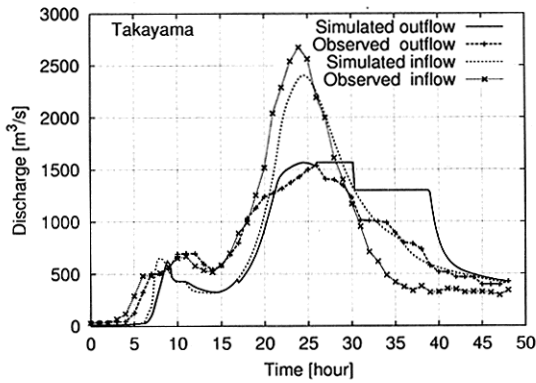 Takayama
Simulated outflow
Observed outflow
Simulated inflow
Observed inflow
3000
2500
2000
1500
1000
500
0
Discharge [m³/s]
0 5 10 15 20 25 30 35 40 45 50
Time [hour]